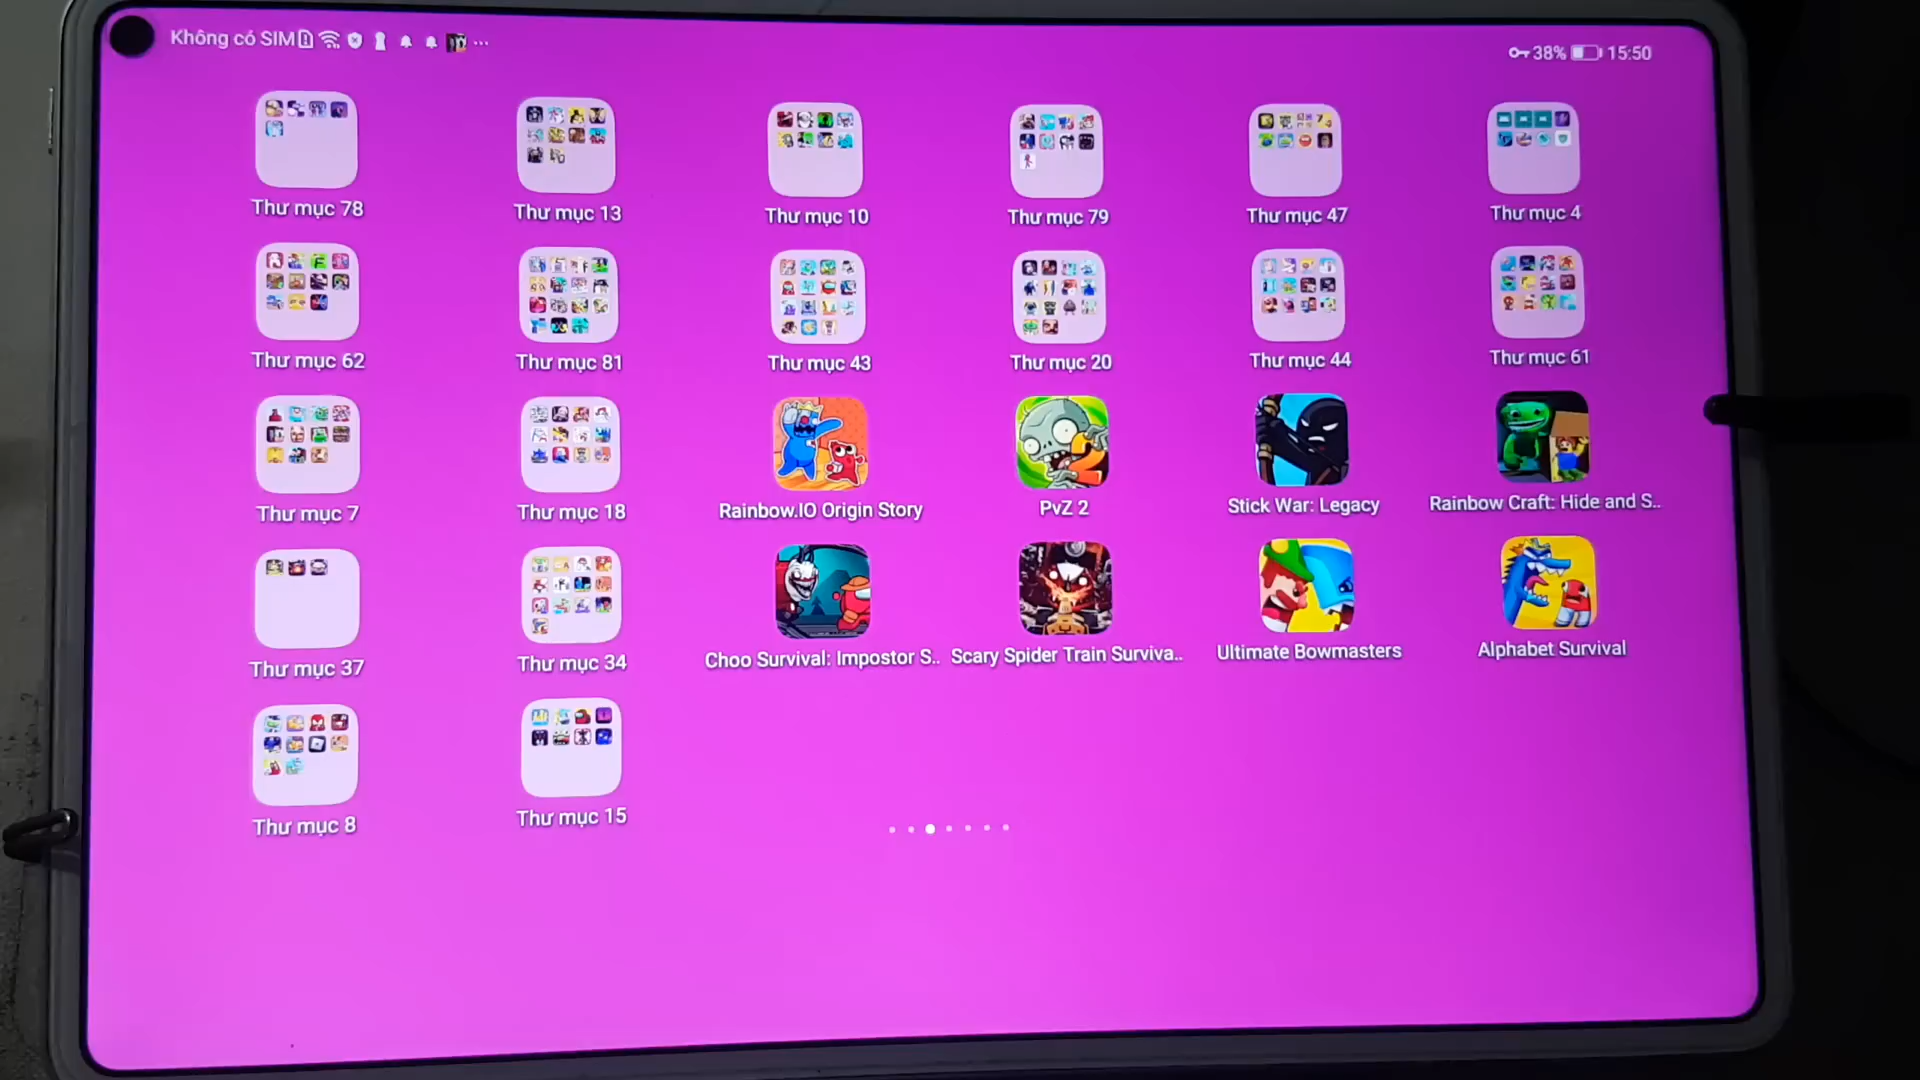 Không có SIM
38% 15:50
Thư mục 78
Thư mục 13
Thư mục 10
Thư mục 79
Thư mục 47
Thư mục 4
Thư mục 62
Thư mục 81
Thư mục 43
Thư mục 20
Thư mục 44
Thư mục 61
Thư mục 7
Thư mục 18
Rainbow.IO Origin Story
PvZ 2
Stick War: Legacy
Rainbow Craft: Hide and S..
Thư mục 37
Thư mục 34
Choo Survival: Impostor S..
Scary Spider Train Surviva..
Ultimate Bowmasters
Alphabet Survival
Thư mục 8
Thư mục 15